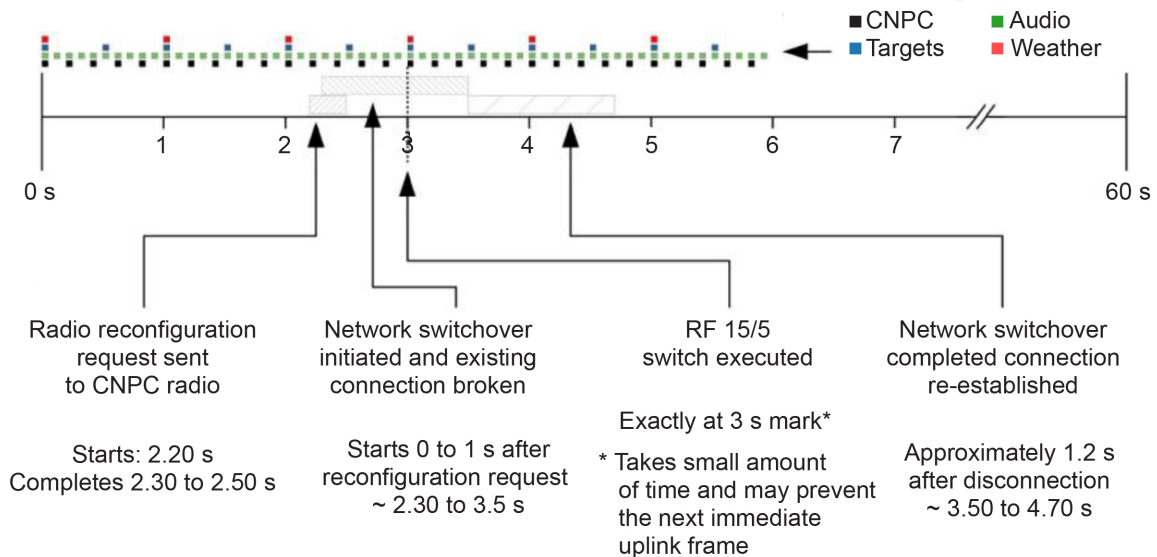 CNPC
Audio
Targets
Weather
1
2
3
4
5
6
7
0 s
60 s
Radio reconfiguration
request sent
to CNPC radio
Starts: 2.20 s
Completes 2.30 to 2.50 s
Network switchover
initiated and existing
connection broken
Starts 0 to 1 s after
reconfiguration request
~ 2.30 to 3.5 s
RF 15/5
switch executed
Exactly at 3 s mark*
* Takes small amount
of time and may prevent
the next immediate
uplink frame
Network switchover
completed connection
re-established
Approximately 1.2 s
after disconnection
~ 3.50 to 4.70 s